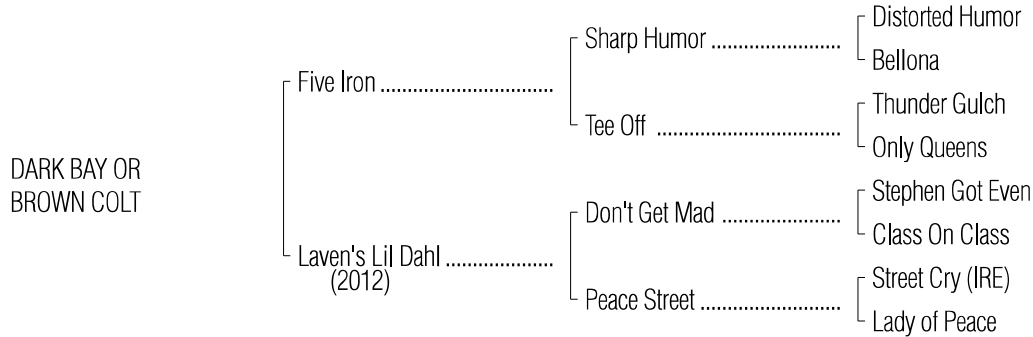 Distorted Humor
Sharp Humor
Bellona
Five Iron
Thunder Gulch
Tee Off
Only Queens
DARK BAY OR
BROWN COLT
Stephen Got Even
Don't Get Mad
Class On Class
Laven's Lil Dahl
(2012)
Street Cry (IRE)
Peace Street
Lady of Peace